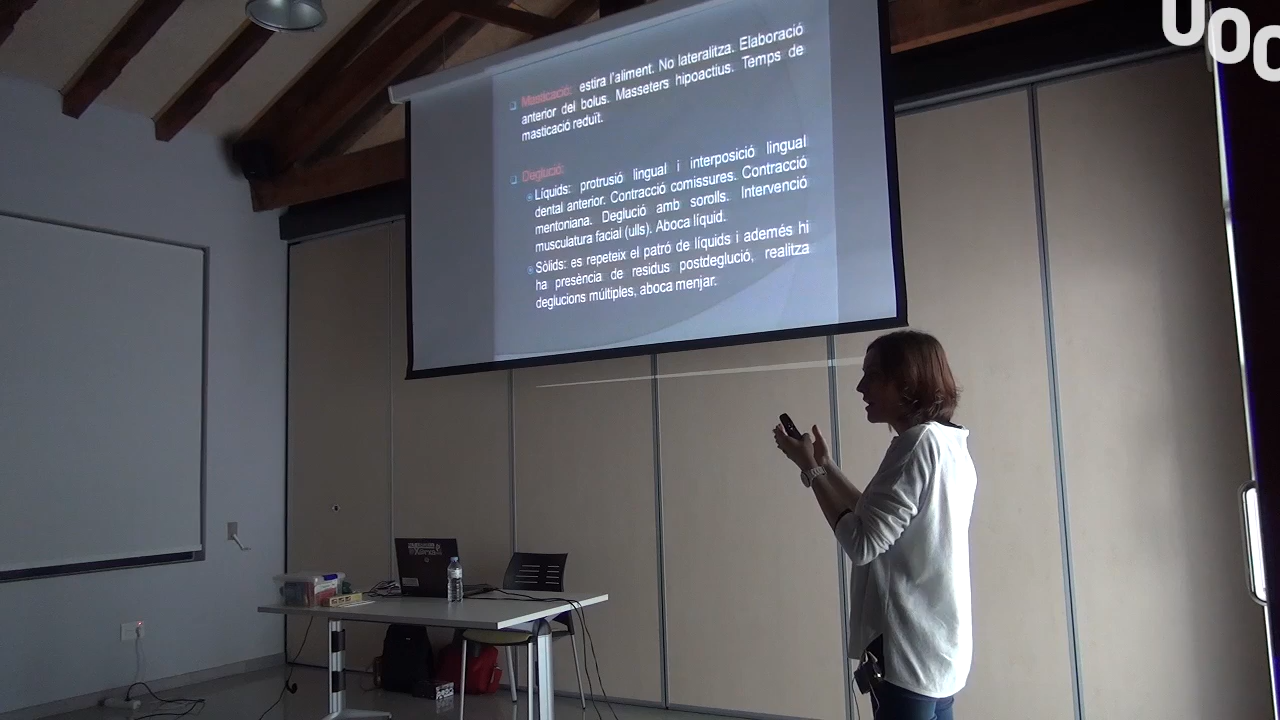 UOC
Masticació: estira l'aliment. No lateralitza. Elaboració
anterior del bolus. Masseters hipoactius. Temps de
masticació reduït.
Deglució:
Líquids: protrusió lingual i interposició lingual
dental anterior. Contracció comissures. Contracció
mentoniana. Deglució amb sorolls. Intervenció
musculatura facial (ulls). Aboca líquid.
Sòlids: es repeteix el patró de líquids i ademés hi
ha presència de residus postdeglució, realitza
deglucions múltiples, aboca menjar.